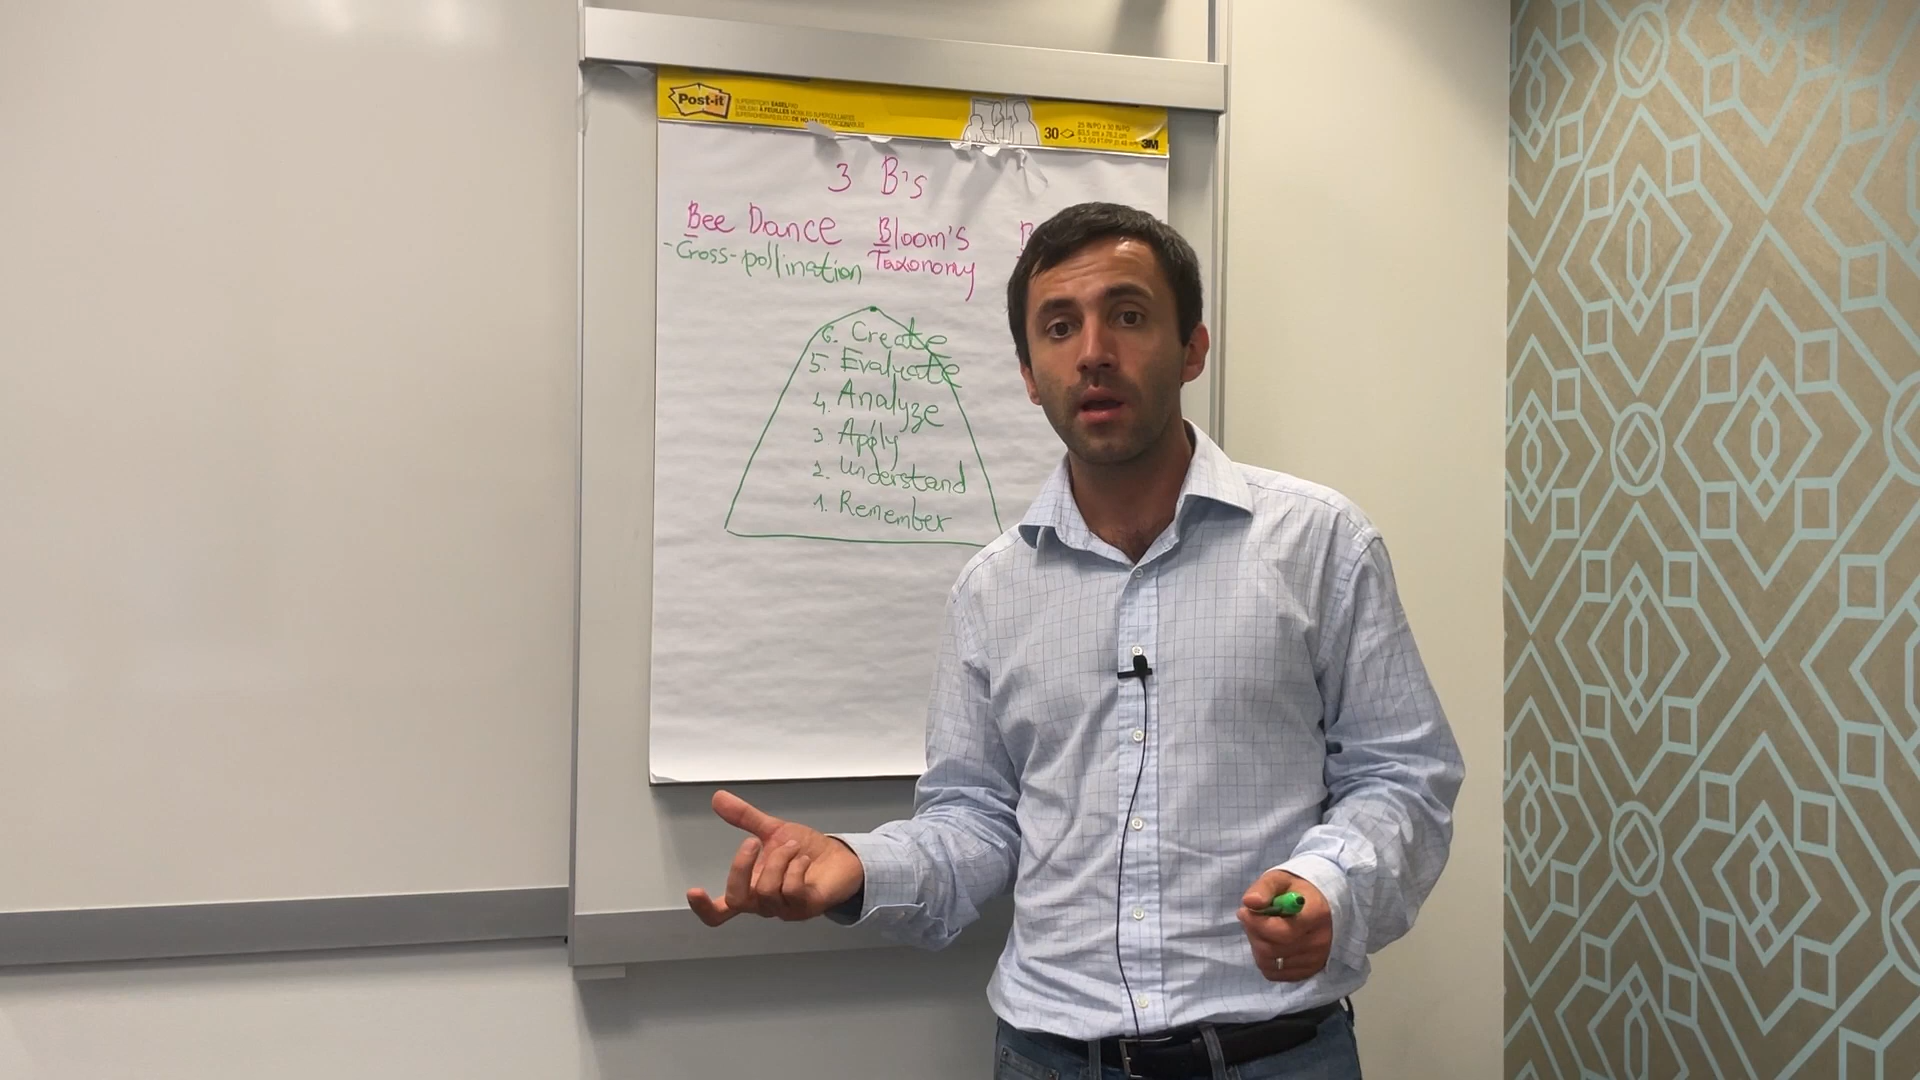 Post-it
30
3M
3 B's
Bee Dance Bloom's
-Cross-pollination Taxonomy
6. Create
5. Evaluate
4. Analyze
3 Apply
2. Understand
1. Remember